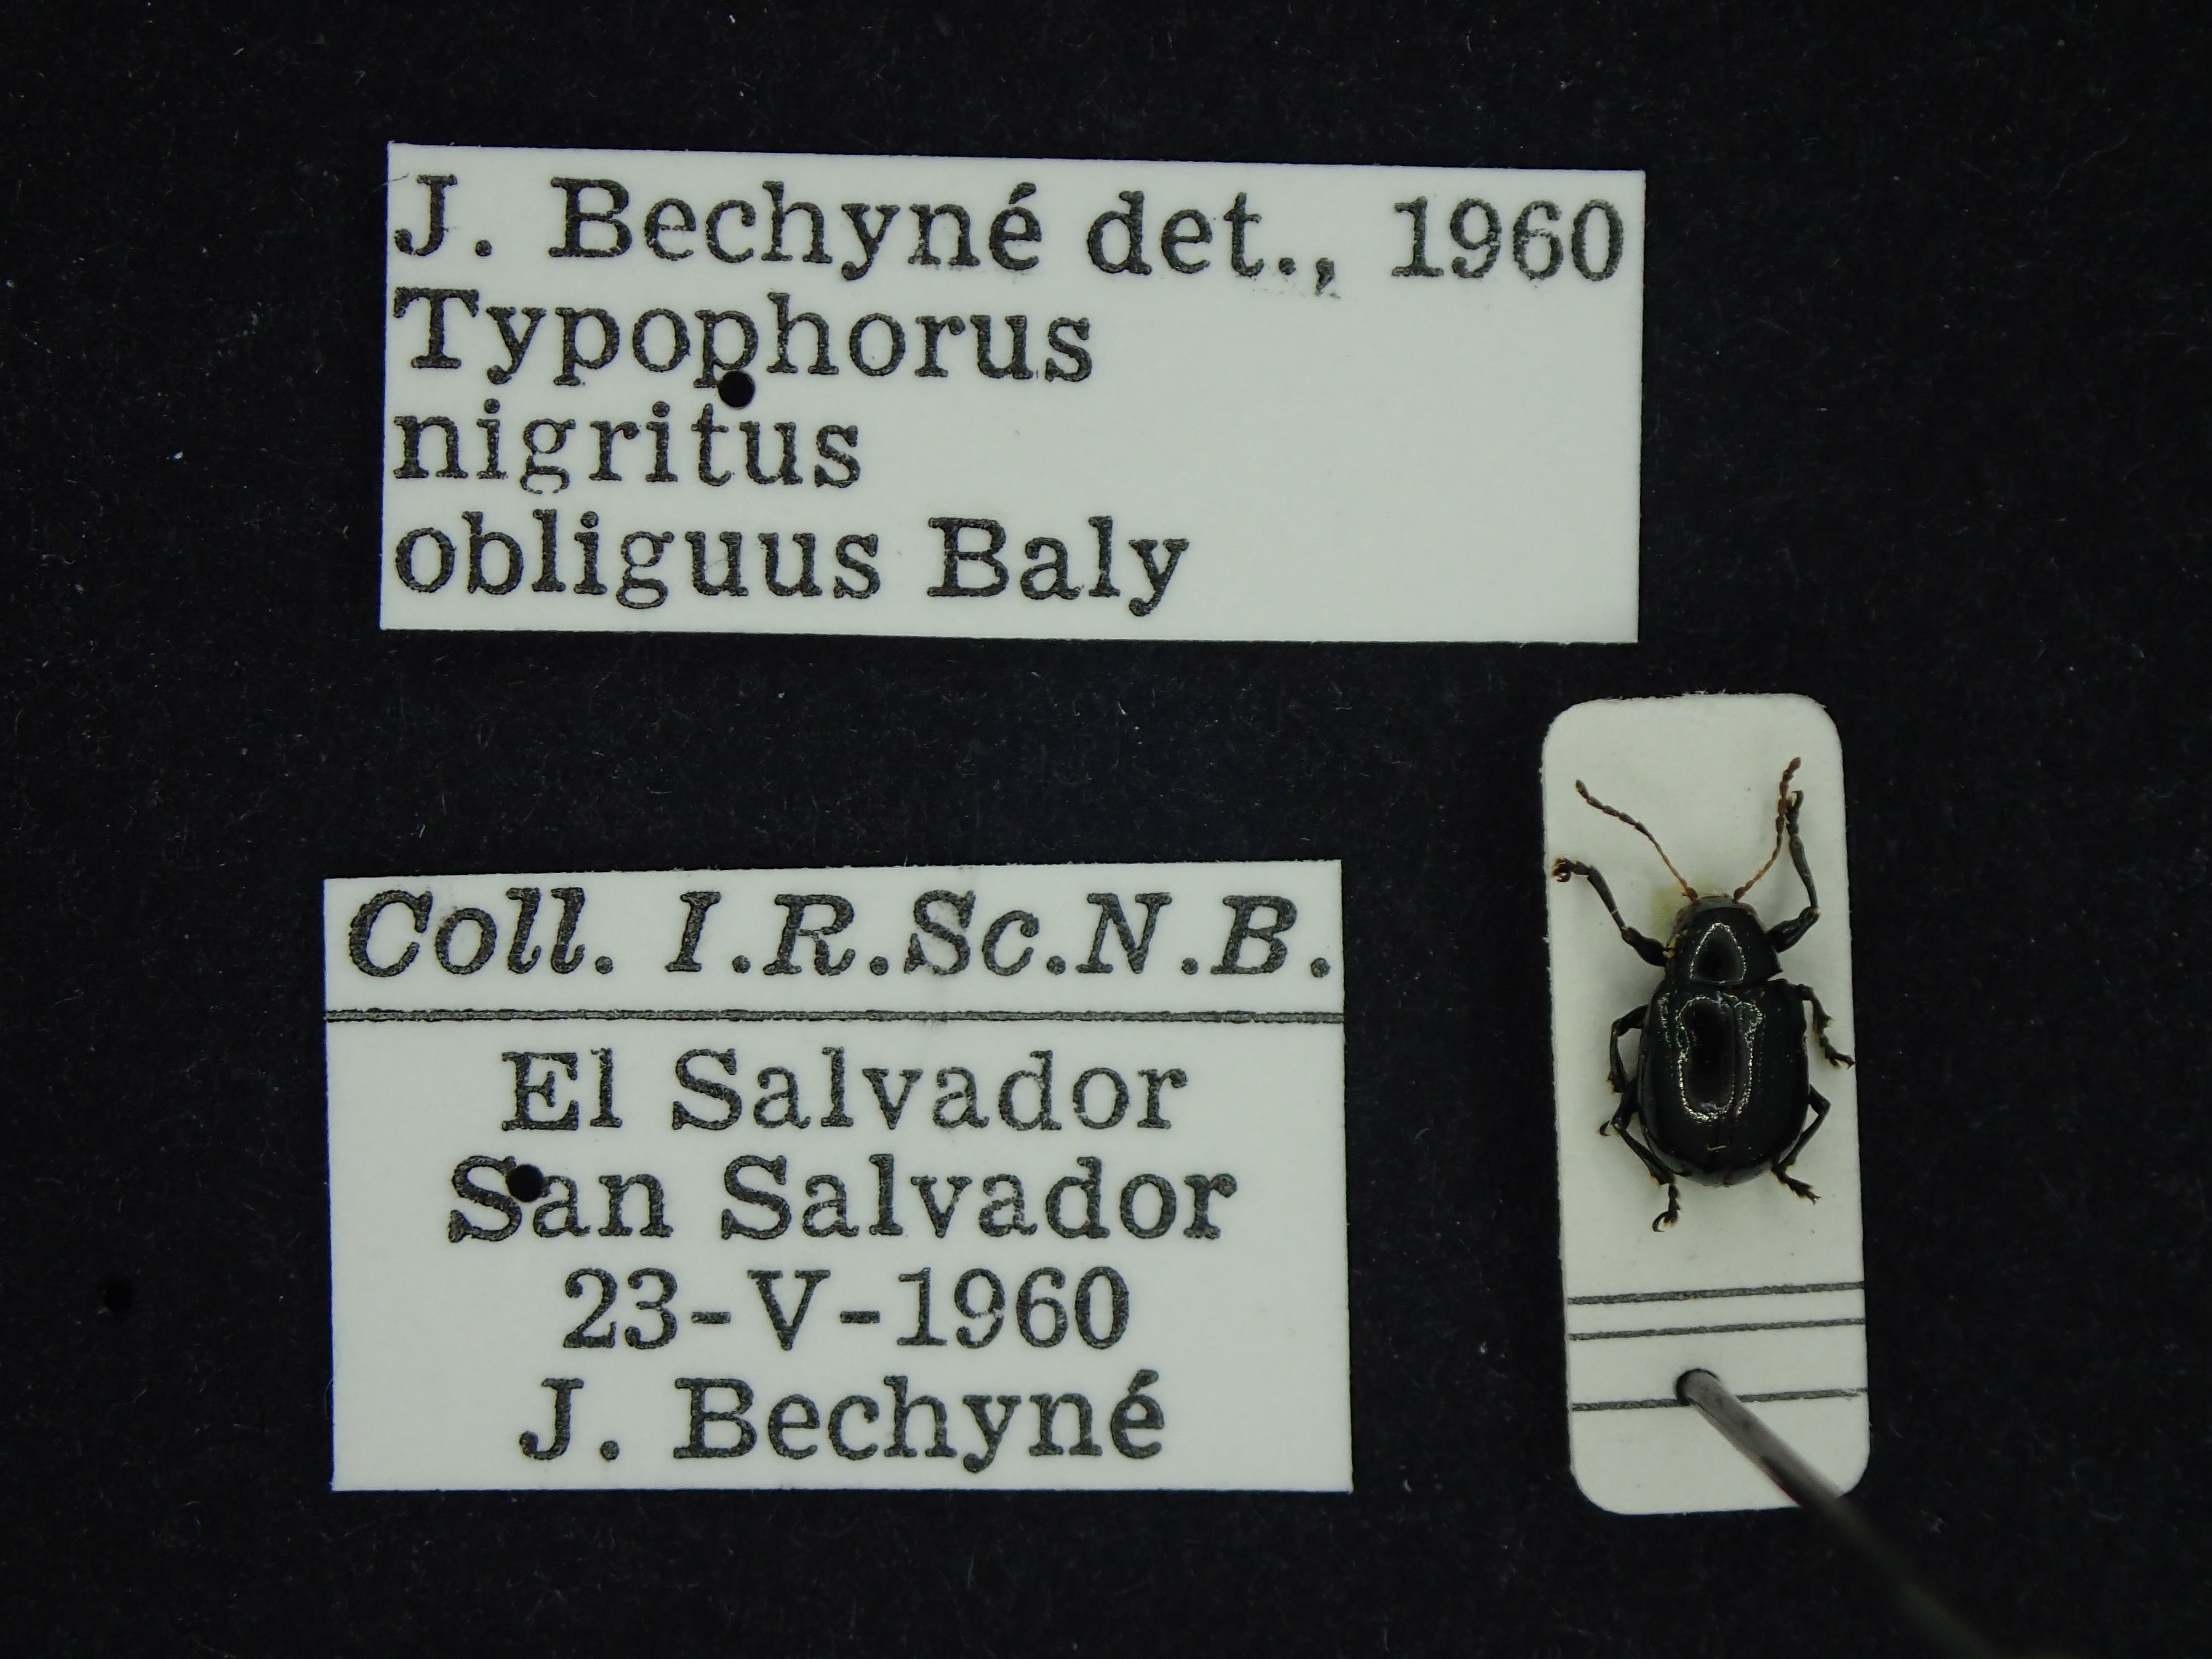 J. Bechyné det., 1960
Typophorus
nigritus
obliguus Baly
Coll. I.R.Sc.N.B.
El Salvador
San Salvador
23-V-1960
J. Bechyné